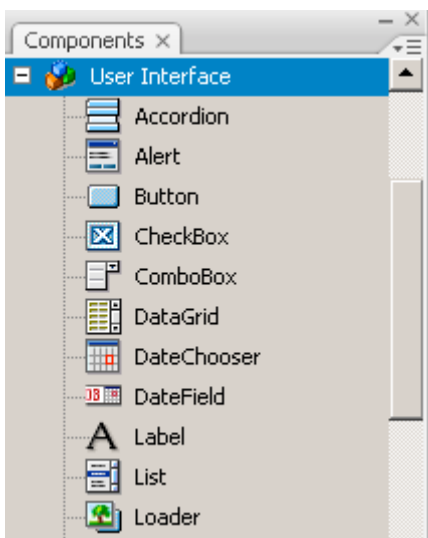 Components
User Interface
Accordion
Alert
Button
CheckBox
ComboBox
DataGrid
DateChooser
DateField
Label
List
Loader